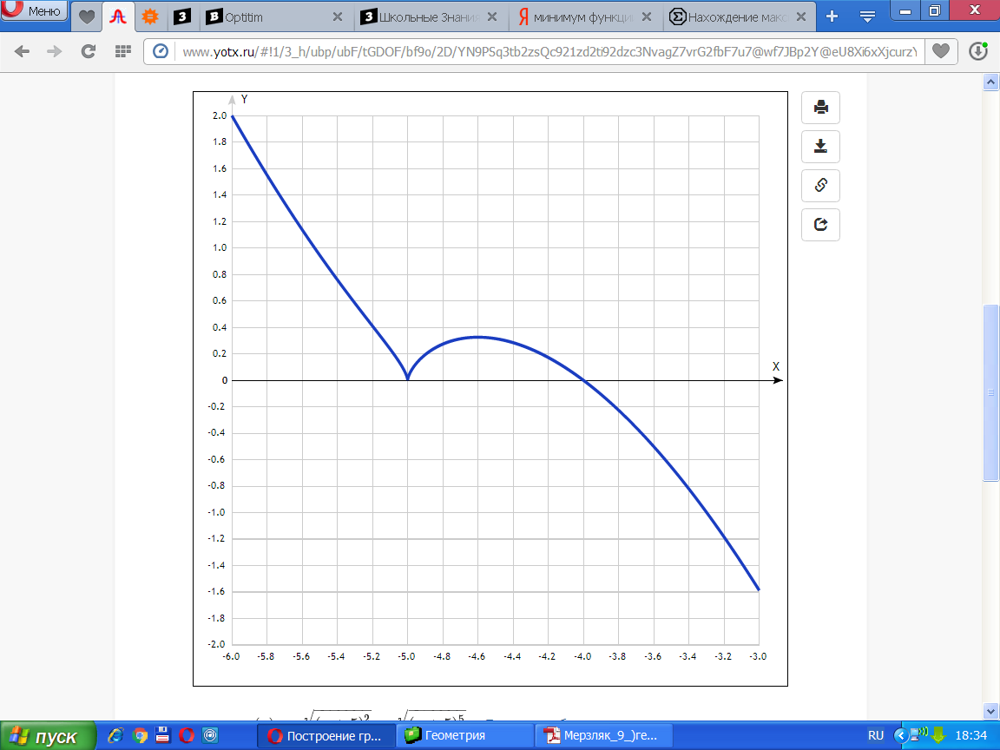 Меню
3
B Optitim
3 Школьные Знани
Я минимум функци
Нахождение мак
www.yotx.ru/#!1/3_h/ubp/ubF/tGDOF/bf9o/2D/YN9PSq3tb2zsQc921zd2ti92dzc3NvagZ7vrG2fbF7u7@wf7JBp2Y@eU8Xi6xXjcurzY
Y
2.0
1.8
1.6
1.4
1.2
1.0
0.8
0.6
0.4
0.2
X
0
-0.2
-0.4
-0.6
-0.8
-1.0
-1.2
-1.4
-1.6
-1.8
-2.0
-6.0 -5.8 -5.6 -5.4 -5.2 -5.0 -4.8 -4.6 -4.4 -4.2 -4.0 -3.8 -3.6 -3.4 -3.2 -3.0
пуск
Построение гр...
Геометрия
Мерзляк_9_)ге...
RU
18:34